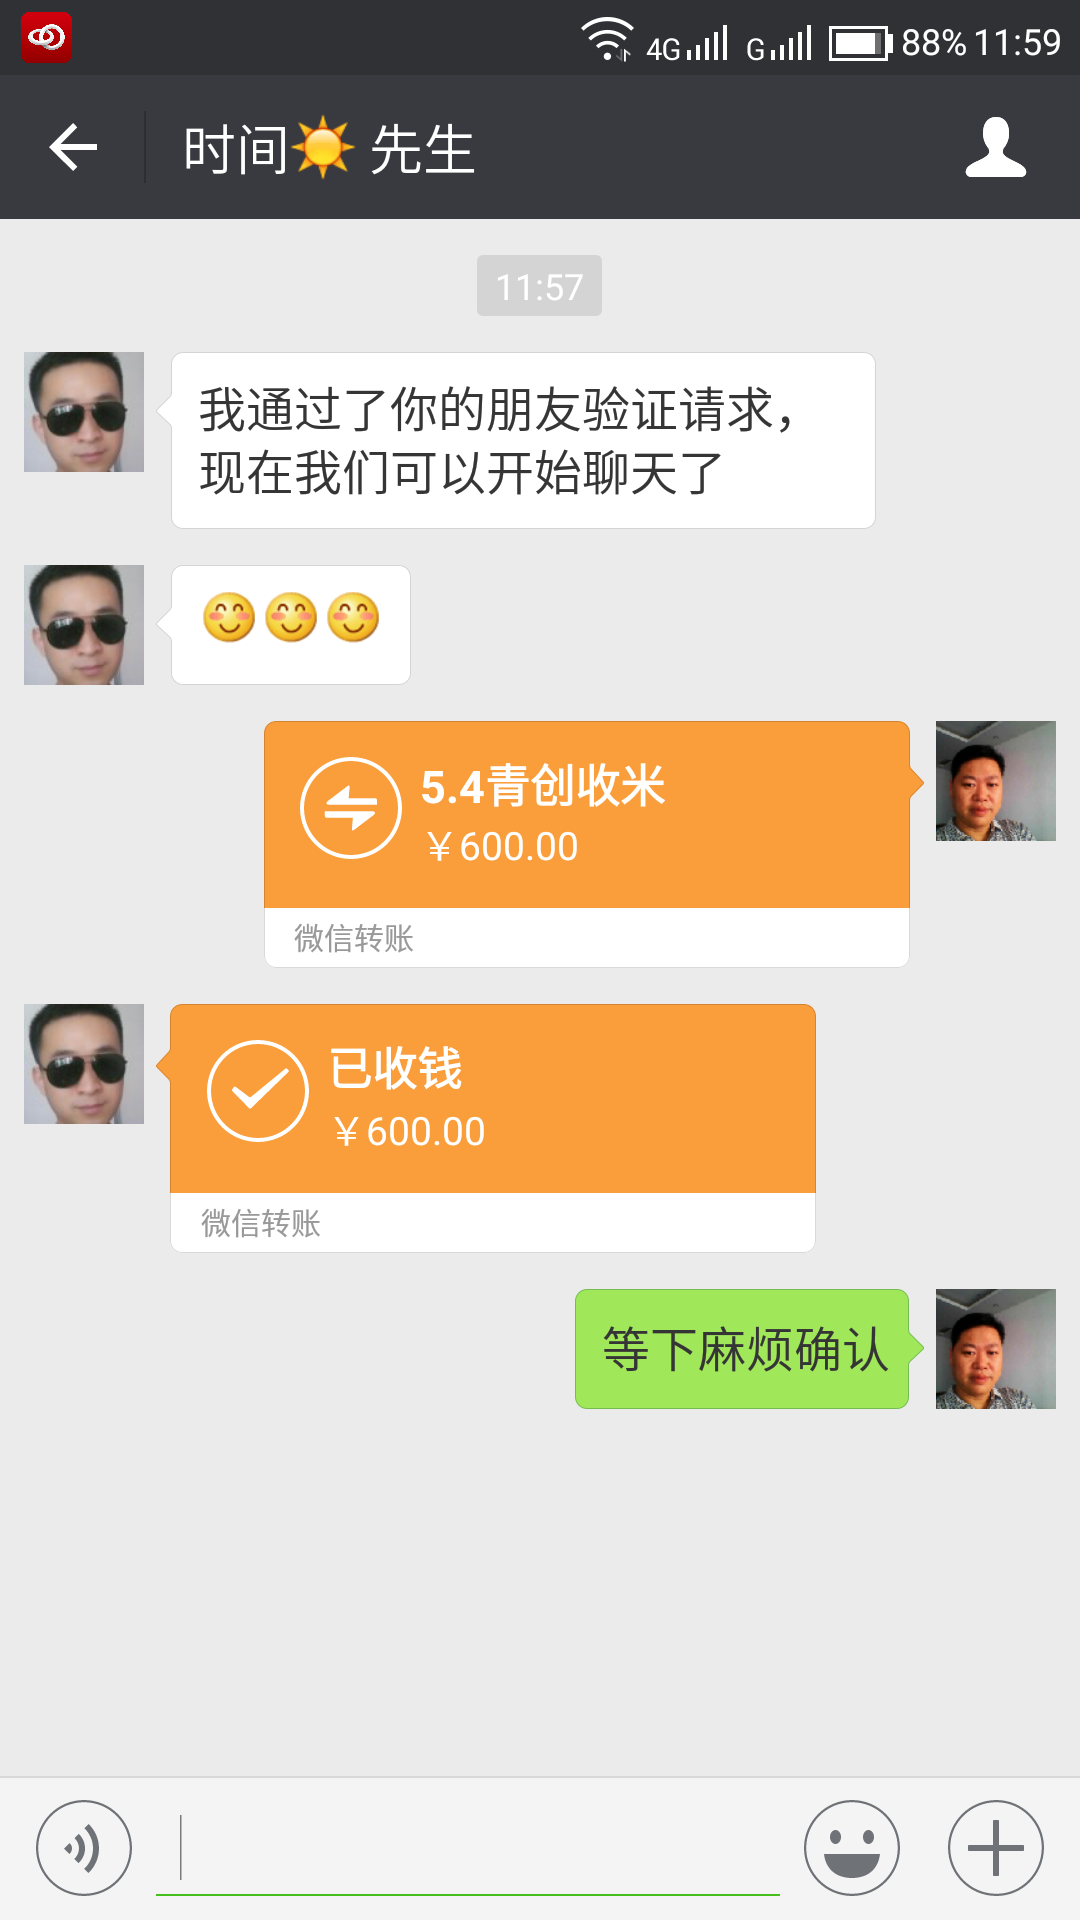 4G G 88% 11:59
时间☀️ 先生
11:57
我通过了你的朋友验证请求，
现在我们可以开始聊天了
😊😊😊
5.4青创收米
￥600.00
微信转账
已收钱
￥600.00
微信转账
等下麻烦确认